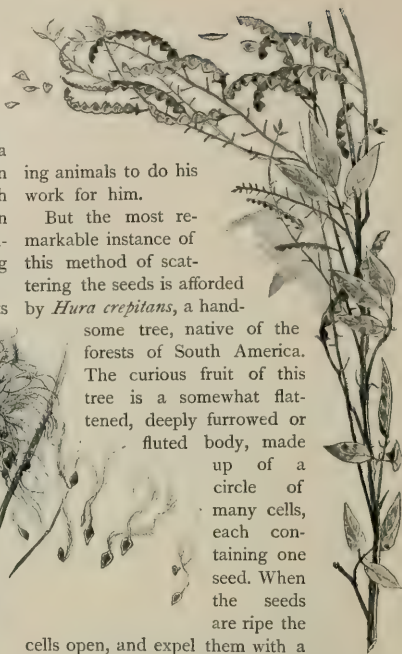 a
n ing animals to do his
h work for him.
n But the most re-
- markable instance of
g this method of scat-
tering the seeds is afforded
s by Hura crepitans, a hand-
some tree, native of the
forests of South America.
The curious fruit of this
tree is a somewhat flat-
tened, deeply furrowed or
fluted body, made
up of a
circle of
many cells,
each con-
taining one
seed. When
the seeds
are ripe the
cells open, and expel them with a